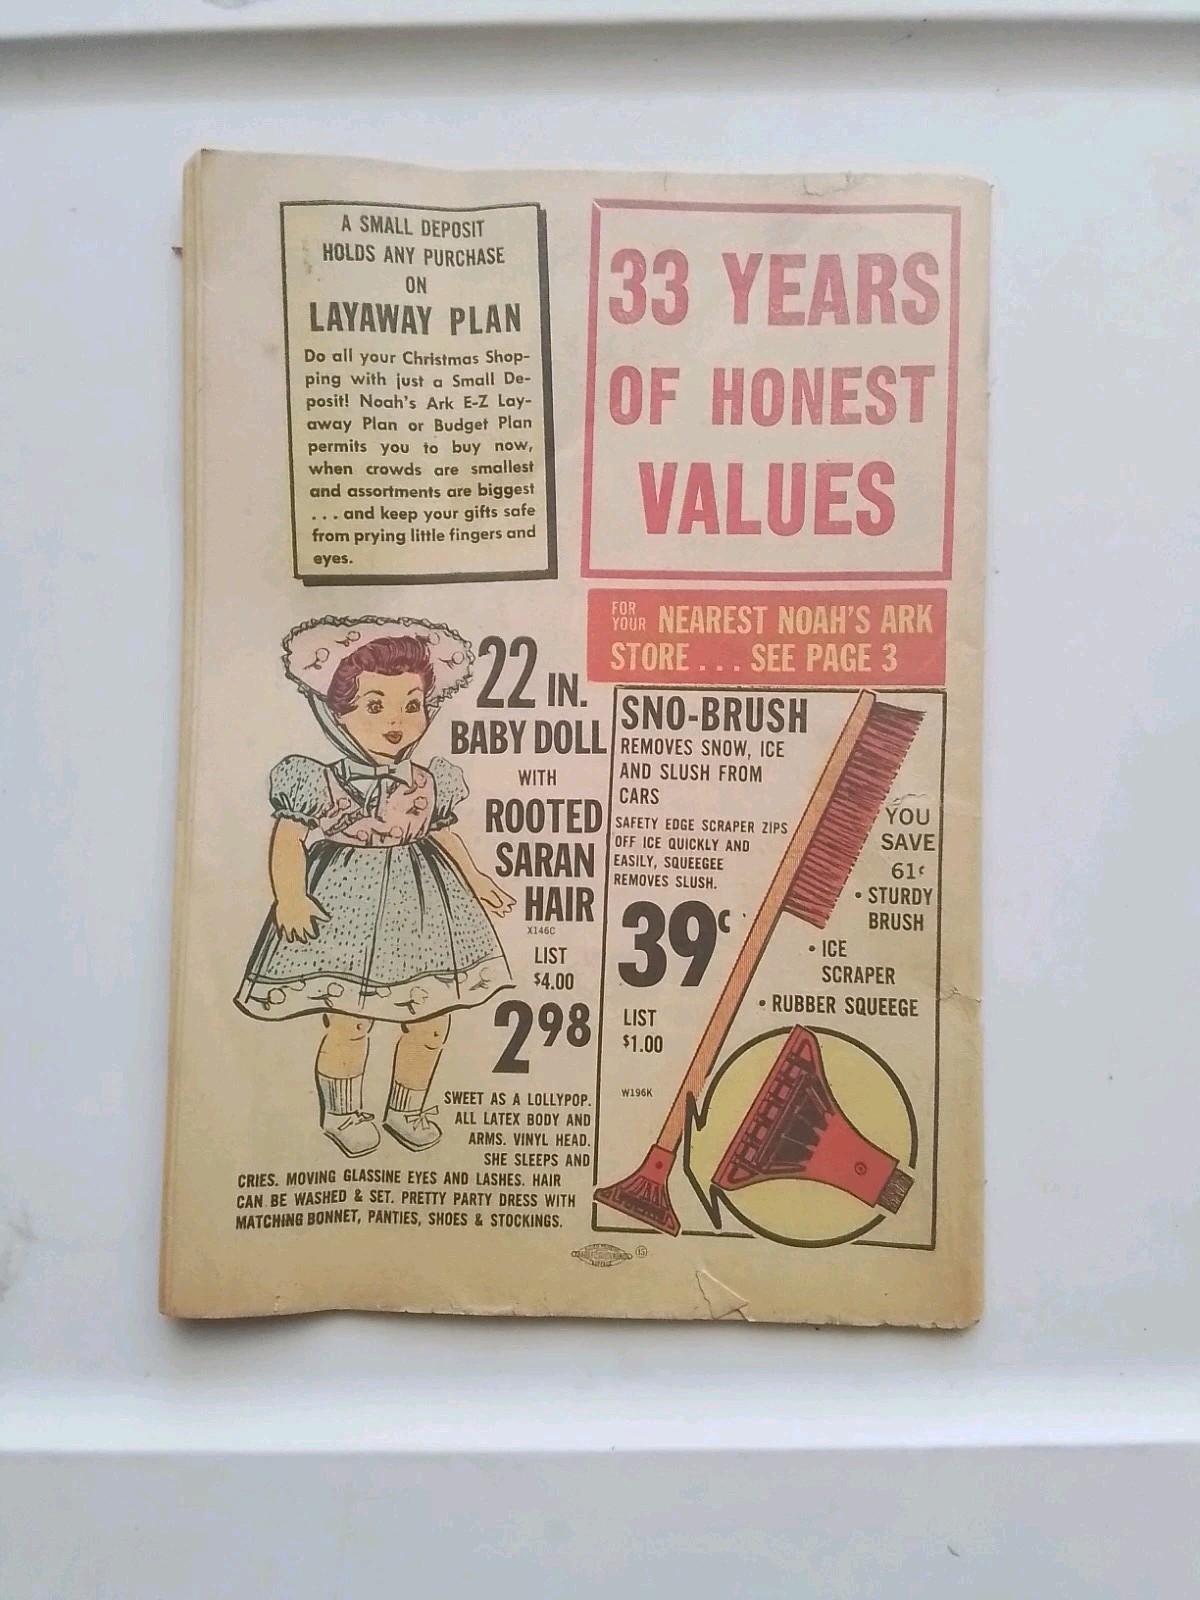 A SMALL DEPOSIT
HOLDS ANY PURCHASE
ON
LAYAWAY PLAN
Do all your Christmas Shop-
ping with just a Small De-
posit! Noah's Ark E-Z Lay-
away Plan or Budget Plan
permits you to buy now,
when crowds are smallest
and assortments are biggest
... and keep your gifts safe
from prying little fingers and
eyes.
33 YEARS
OF HONEST
VALUES
FOR YOUR NEAREST NOAH'S ARK
STORE ... SEE PAGE 3
22 IN.
BABY DOLL
WITH
ROOTED
SARAN
HAIR
X146C
LIST
$4.00
2 98
SWEET AS A LOLLYPOP.
ALL LATEX BODY AND
ARMS. VINYL HEAD.
SHE SLEEPS AND
CRIES. MOVING GLASSINE EYES AND LASHES. HAIR
CAN BE WASHED & SET. PRETTY PARTY DRESS WITH
MATCHING BONNET, PANTIES, SHOES & STOCKINGS.
SNO-BRUSH
REMOVES SNOW, ICE
AND SLUSH FROM
CARS
SAFETY EDGE SCRAPER ZIPS
OFF ICE QUICKLY AND
EASILY, SQUEEGEE
REMOVES SLUSH.
39¢
LIST
$1.00
W196K
YOU
SAVE
61¢
• STURDY
BRUSH
• ICE
SCRAPER
• RUBBER SQUEEGE
15